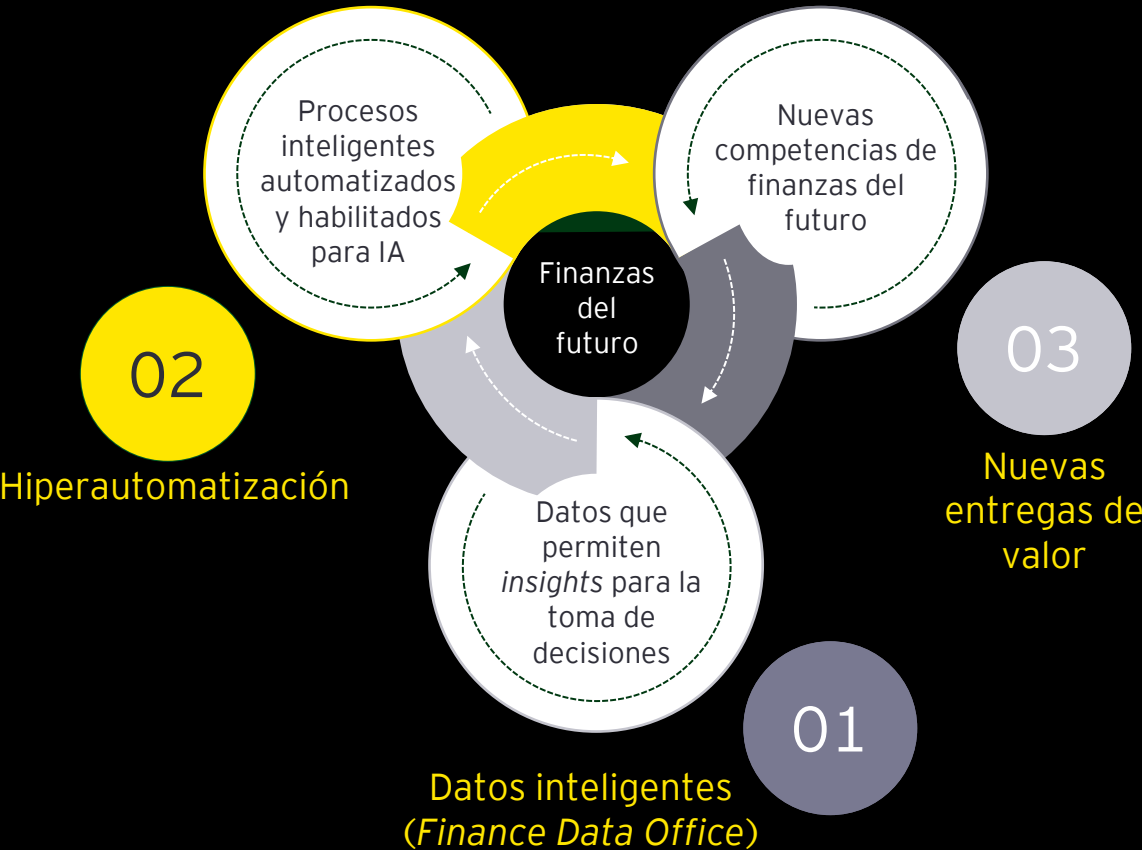 Procesos
inteligentes
automatizados
y habilitados
para IA
Nuevas
competencias de
finanzas del
futuro
Finanzas
del
futuro
02
Hiperautomatización
03
Nuevas
entregas de
valor
Datos que
permiten
insights para la
toma de
decisiones
01
Datos inteligentes
(Finance Data Office)